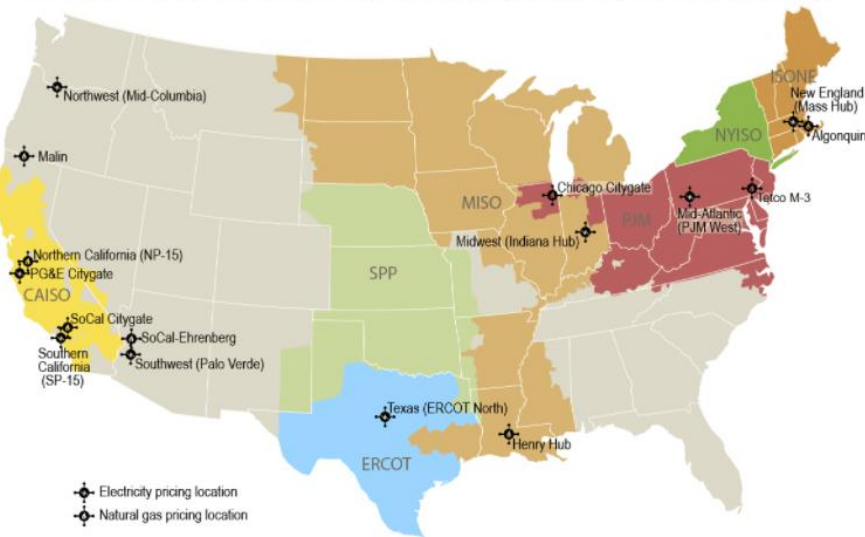 ISONE
New England
(Mass Hub)
Northwest (Mid-Columbia)
NYISO
Algonquin
Malin
Chicago Citygate
Tetco M-3
MISO
PJM
Mid-Atlantic
(PJM West)
Midwest (Indiana Hub)
Northern California (NP-15)
PG&E Citygate
SPP
CAISO
SoCal Citygate
SoCal-Ehrenberg
Southern
California
(SP-15)
Southwest (Palo Verde)
Texas (ERCOT North)
Henry Hub
ERCOT
Electricity pricing location
Natural gas pricing location